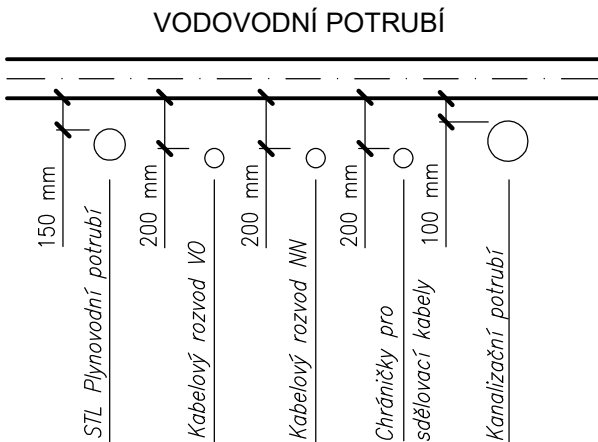 VODOVODNÍ POTRUBÍ
150 mm
STL Plynovodní potrubí
200 mm
Kabelový rozvod VO
200 mm
Kabelový rozvod NN
200 mm
Chráničky pro
sdělovací kabely
100 mm
Kanalizační potrubí